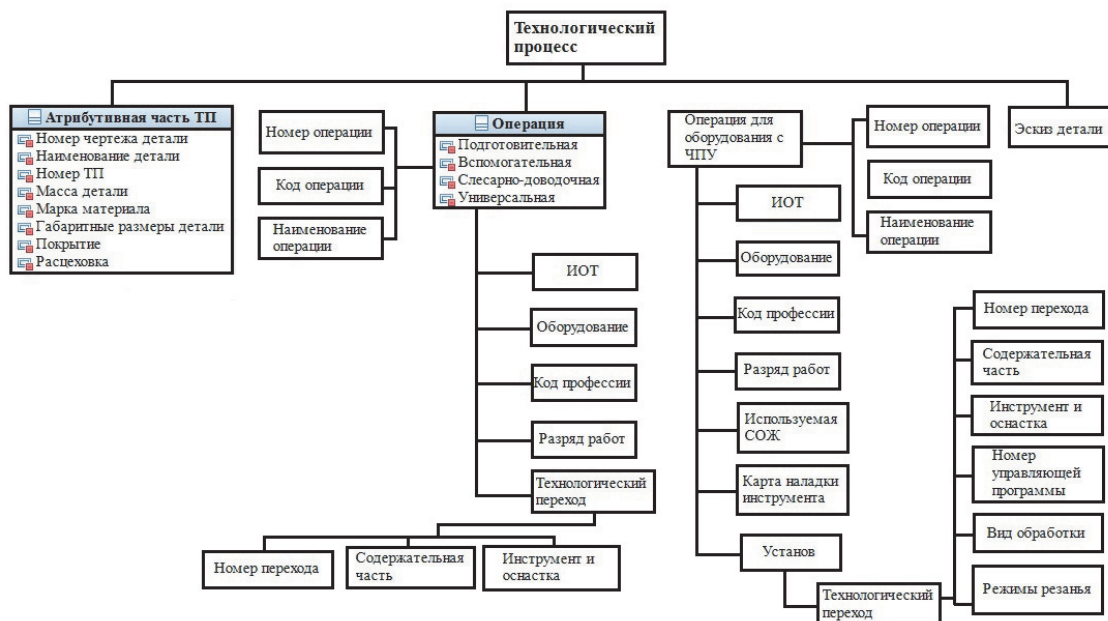 Технологический
процесс
Атрибутивная часть ТП
Номер чертежа детали
Наименование детали
Номер ТП
Масса детали
Марка материала
Габаритные размеры детали
Покрытие
Расцеховка
Номер операции
Код операции
Наименование
операции
Операция
Подготовительная
Вспомогательная
Слесарно-доводочная
Универсальная
ИОТ
Оборудование
Код профессии
Разряд работ
Технологический
переход
Номер перехода
Содержательная
часть
Инструмент и
оснастка
Операция для
оборудования с
ЧПУ
Номер операции
Код операции
Наименование
операции
ИОТ
Оборудование
Код профессии
Разряд работ
Используемая
СОЖ
Карта наладки
инструмента
Установ
Технологический
переход
Номер перехода
Содержательная
часть
Инструмент и
оснастка
Номер
управляющей
программы
Вид обработки
Режимы резанья
Эскиз детали